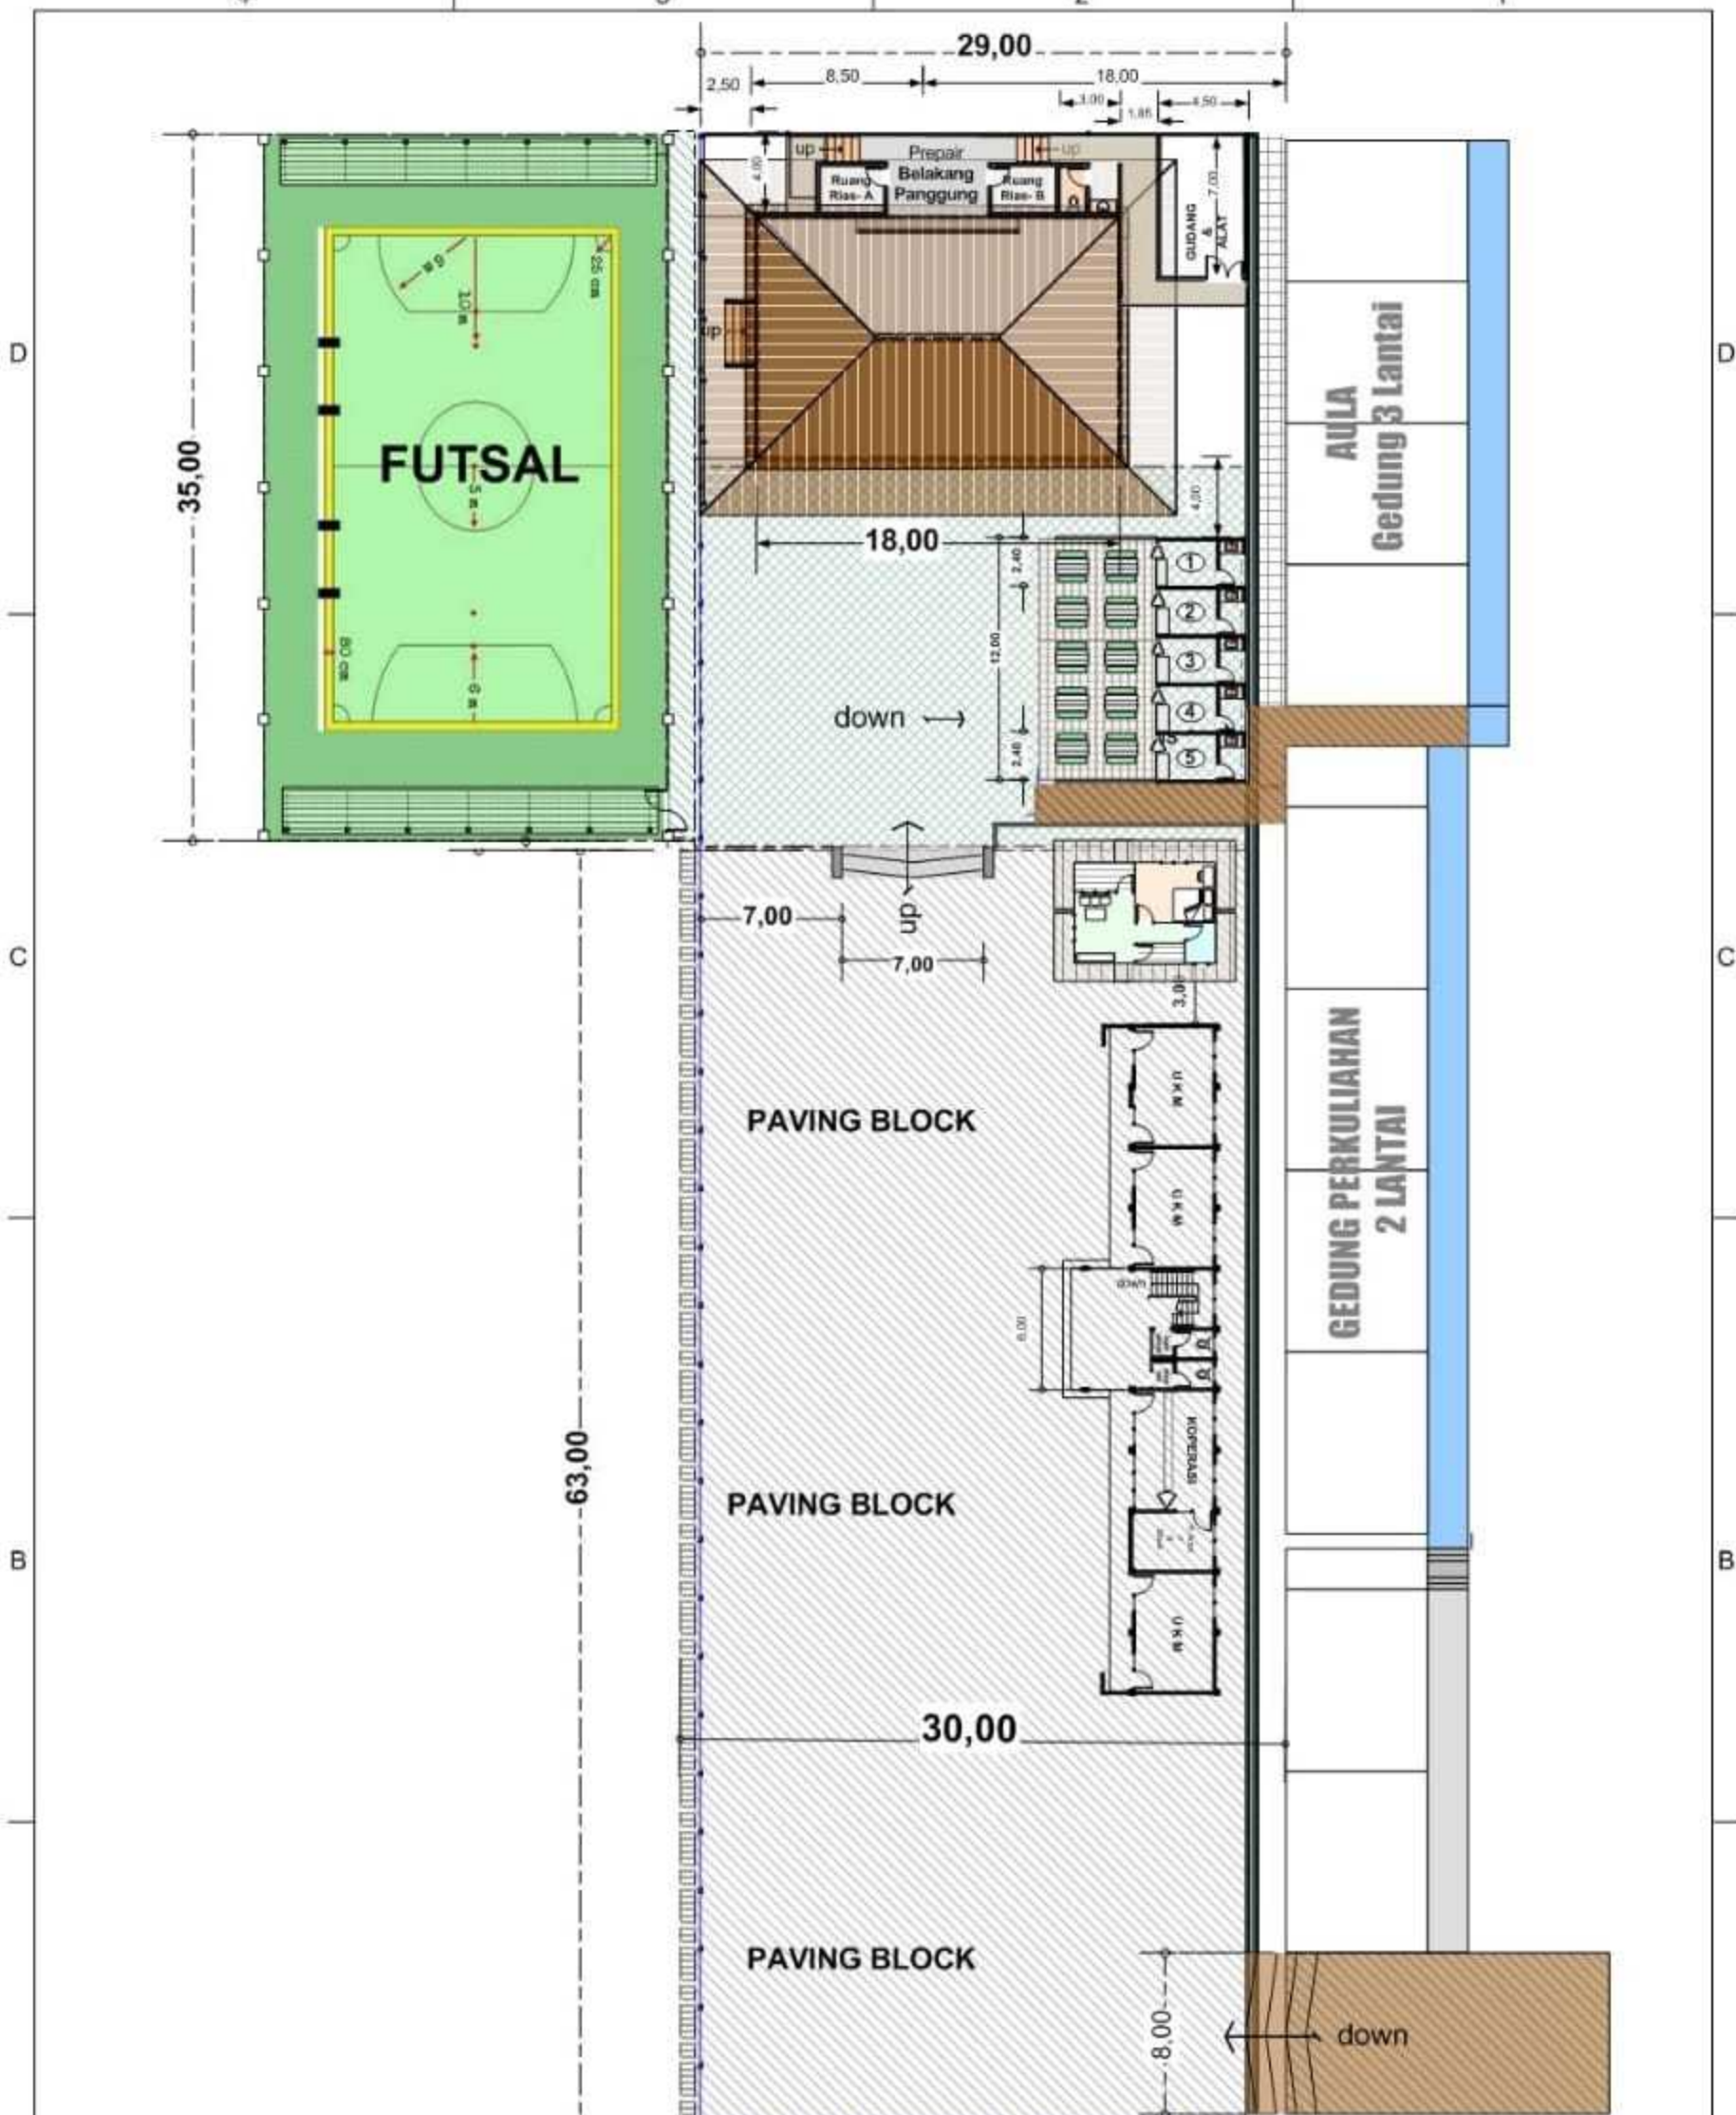 29,00
2,50
8.50
18.00
3.00
1,85
4,50
up
Prepair
up
Belakang
Panggung
Ruang
Rias- A
Ruang
Rias- B
4.00
7,00
GUDANG
&
ALAT
up
D
D
35,00
6 m
10 m
25 cm
FUTSAL
5 m
6 m
80 cm
AULA
Gedung 3 Lantai
18,00
4,00
2,40
12,00
2,40
1
2
3
4
5
down
7,00
up
7,00
3,0
C
C
UKM
PAVING BLOCK
UKM
GEDUNG PERKULIAHAN
2 LANTAI
down
6.00
KOPERASI
63,00
PAVING BLOCK
B
B
UKM
30,00
PAVING BLOCK
8.00
down